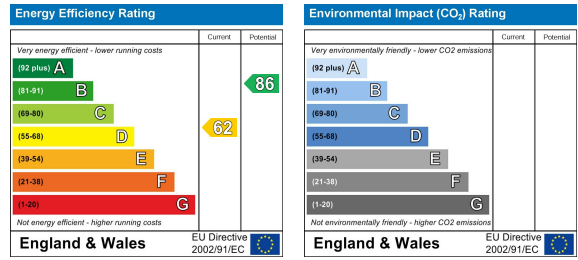 Energy Efficiency Rating
Current Potential
Very energy efficient - lower running costs
(92 plus) A
(81-91) B
(69-80) C
(55-68) D
(39-54) E
(21-38) F
(1-20) G
62
86
Not energy efficient - higher running costs
England & Wales
EU Directive
2002/91/EC
Environmental Impact (CO₂) Rating
Current Potential
Very environmentally friendly - lower CO2 emissions
(92 plus) A
(81-91) B
(69-80) C
(55-68) D
(39-54) E
(21-38) F
(1-20) G
Not environmentally friendly - higher CO2 emissions
England & Wales
EU Directive
2002/91/EC